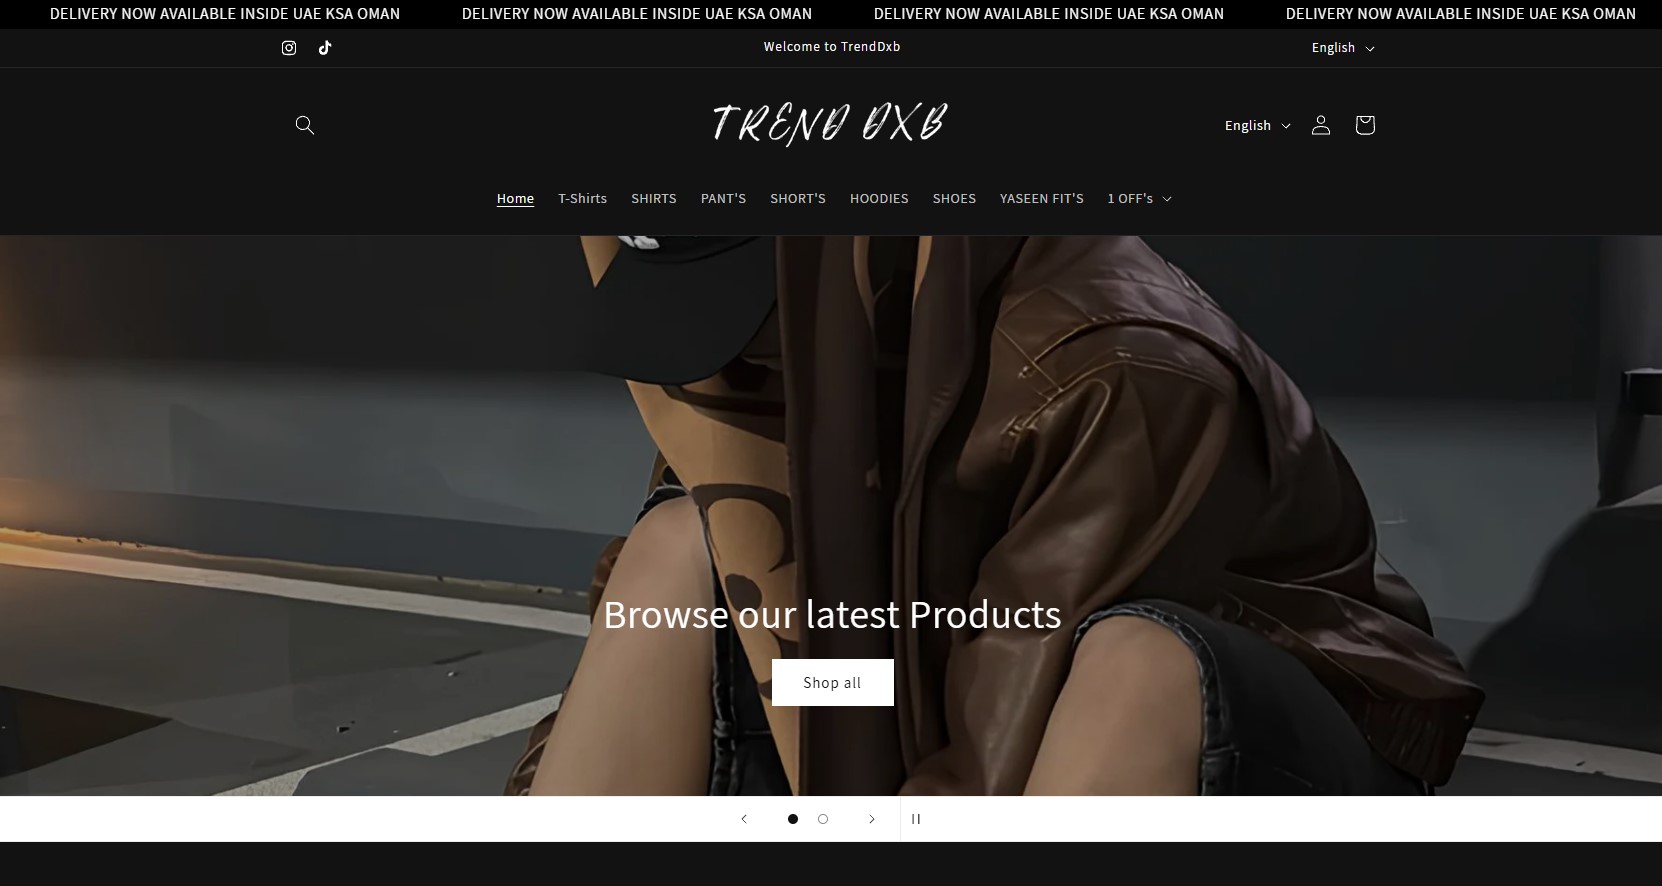 DELIVERY NOW AVAILABLE INSIDE UAE KSA OMAN DELIVERY NOW AVAILABLE INSIDE UAE KSA OMAN DELIVERY NOW AVAILABLE INSIDE UAE KSA OMAN DELIVERY NOW AVAILABLE INSIDE UAE KSA OMAN
Welcome to TrendDxb English
TREND DXB
English
Home T-Shirts SHIRTS PANT'S SHORT'S HOODIES SHOES YASEEN FIT'S 1 OFF's
Browse our latest Products
Shop all